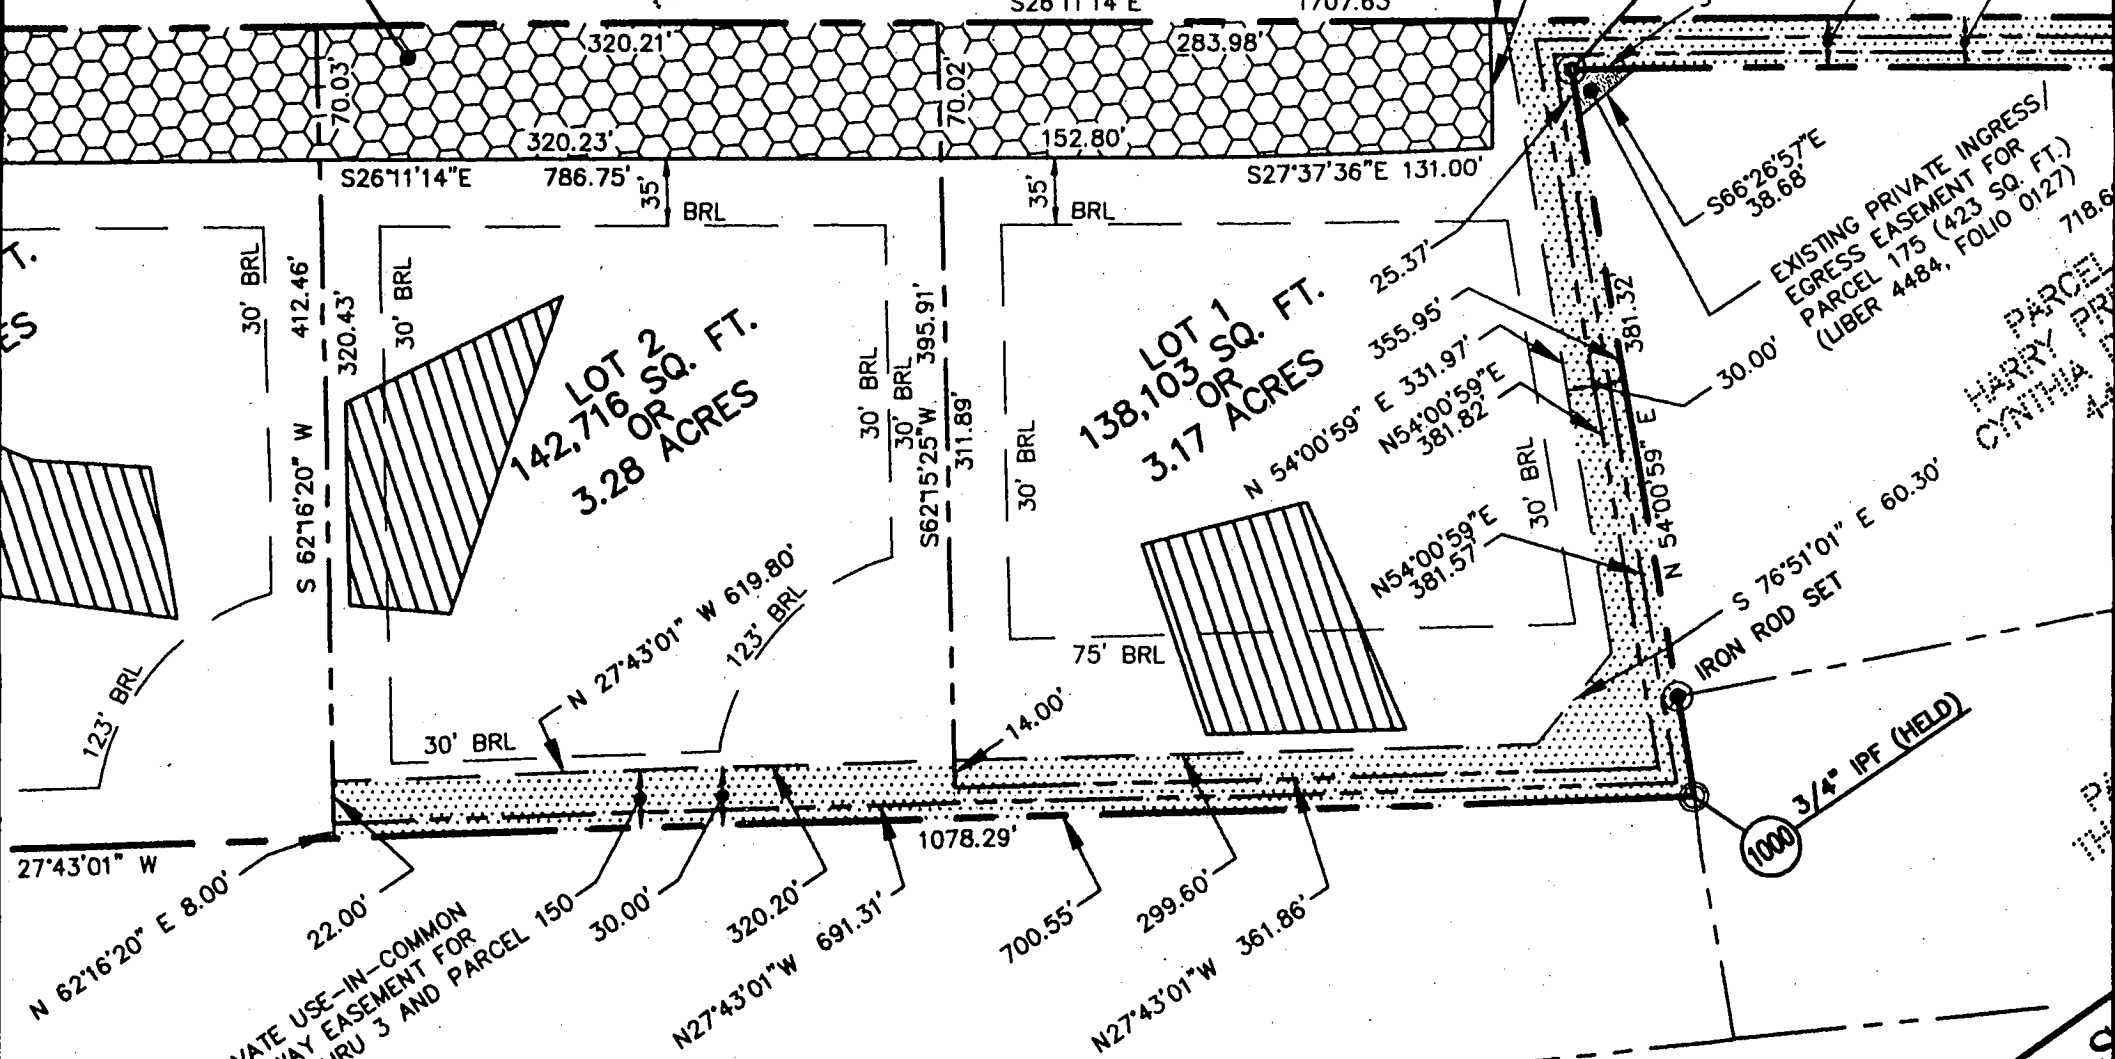 S26°11'14"E 1707.63'
320.21'
283.98'
70.03'
70.02'
320.23'
152.80'
S26°11'14"E 786.75'
S27°37'36"E 131.00'
35'
BRL
35'
BRL
30' BRL
412.46'
S 62°16'20" W
320.43'
30' BRL
LOT 2
142,716 SQ. FT.
OR
3.28 ACRES
30' BRL
30' BRL
395.91'
S62°15'25"W
311.89'
30' BRL
LOT 1
138,103 SQ. FT.
OR
3.17 ACRES
25.37'
355.95'
N 54°00'59" E 331.97'
N54°00'59"E
381.82'
N54°00'59"E
381.57'
30' BRL
381.32
N 54°00'59" E
S66°26'57"E
38.68'
EXISTING PRIVATE INGRESS/
EGRESS EASEMENT FOR
PARCEL 175 (423 SQ. FT.)
(LIBER 4484, FOLIO 0127)
30.00'
718.6
PARCEL
HARRY
CYNTHIA
S 76°51'01" E 60.30'
IRON ROD SET
3/4" IPF (HELD)
1000
T.
ES
123' BRL
N 27°43'01" W 619.80'
123' BRL
30' BRL
75' BRL
14.00'
27°43'01" W
1078.29'
N 62°16'20" E 8.00'
22.00'
VATE USE-IN-COMMON
WAY EASEMENT FOR
HRU 3 AND PARCEL 150
30.00'
320.20'
N27°43'01"W 691.31'
700.55'
299.60'
N27°43'01"W 361.86'